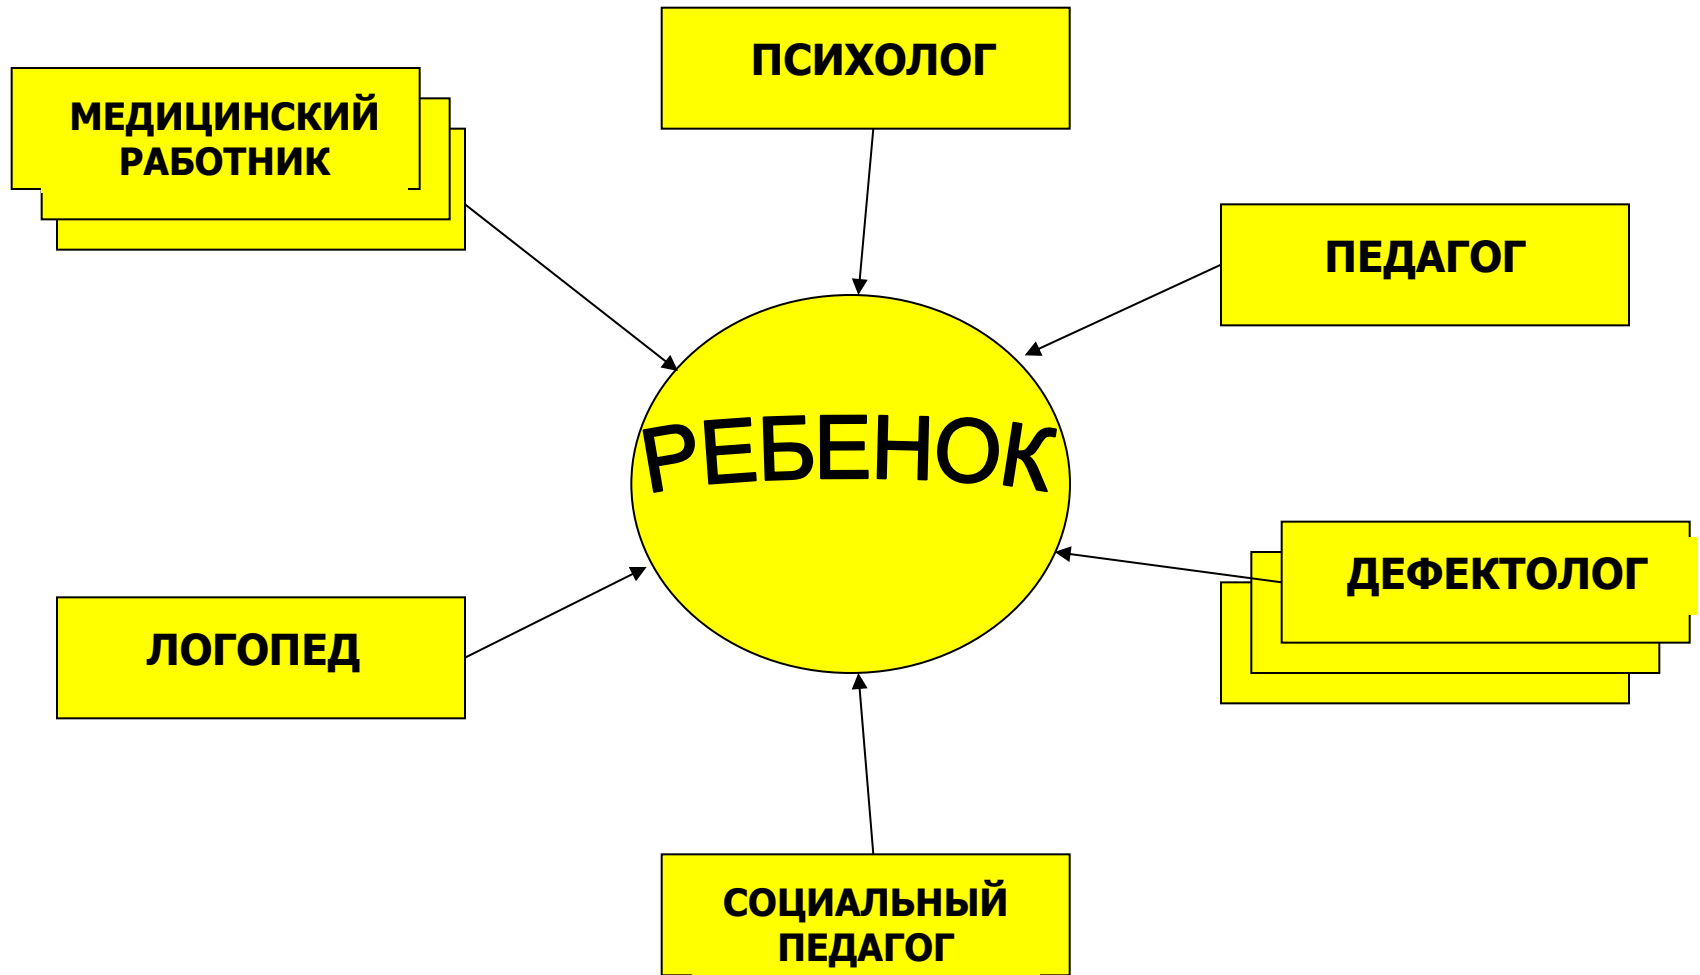 ПСИХОЛОГ
МЕДИЦИНСКИЙ
РАБОТНИК
ПЕДАГОГ
РЕБЕНОК
ДЕФЕКТОЛОГ
ЛОГОПЕД
СОЦИАЛЬНЫЙ
ПЕДАГОГ